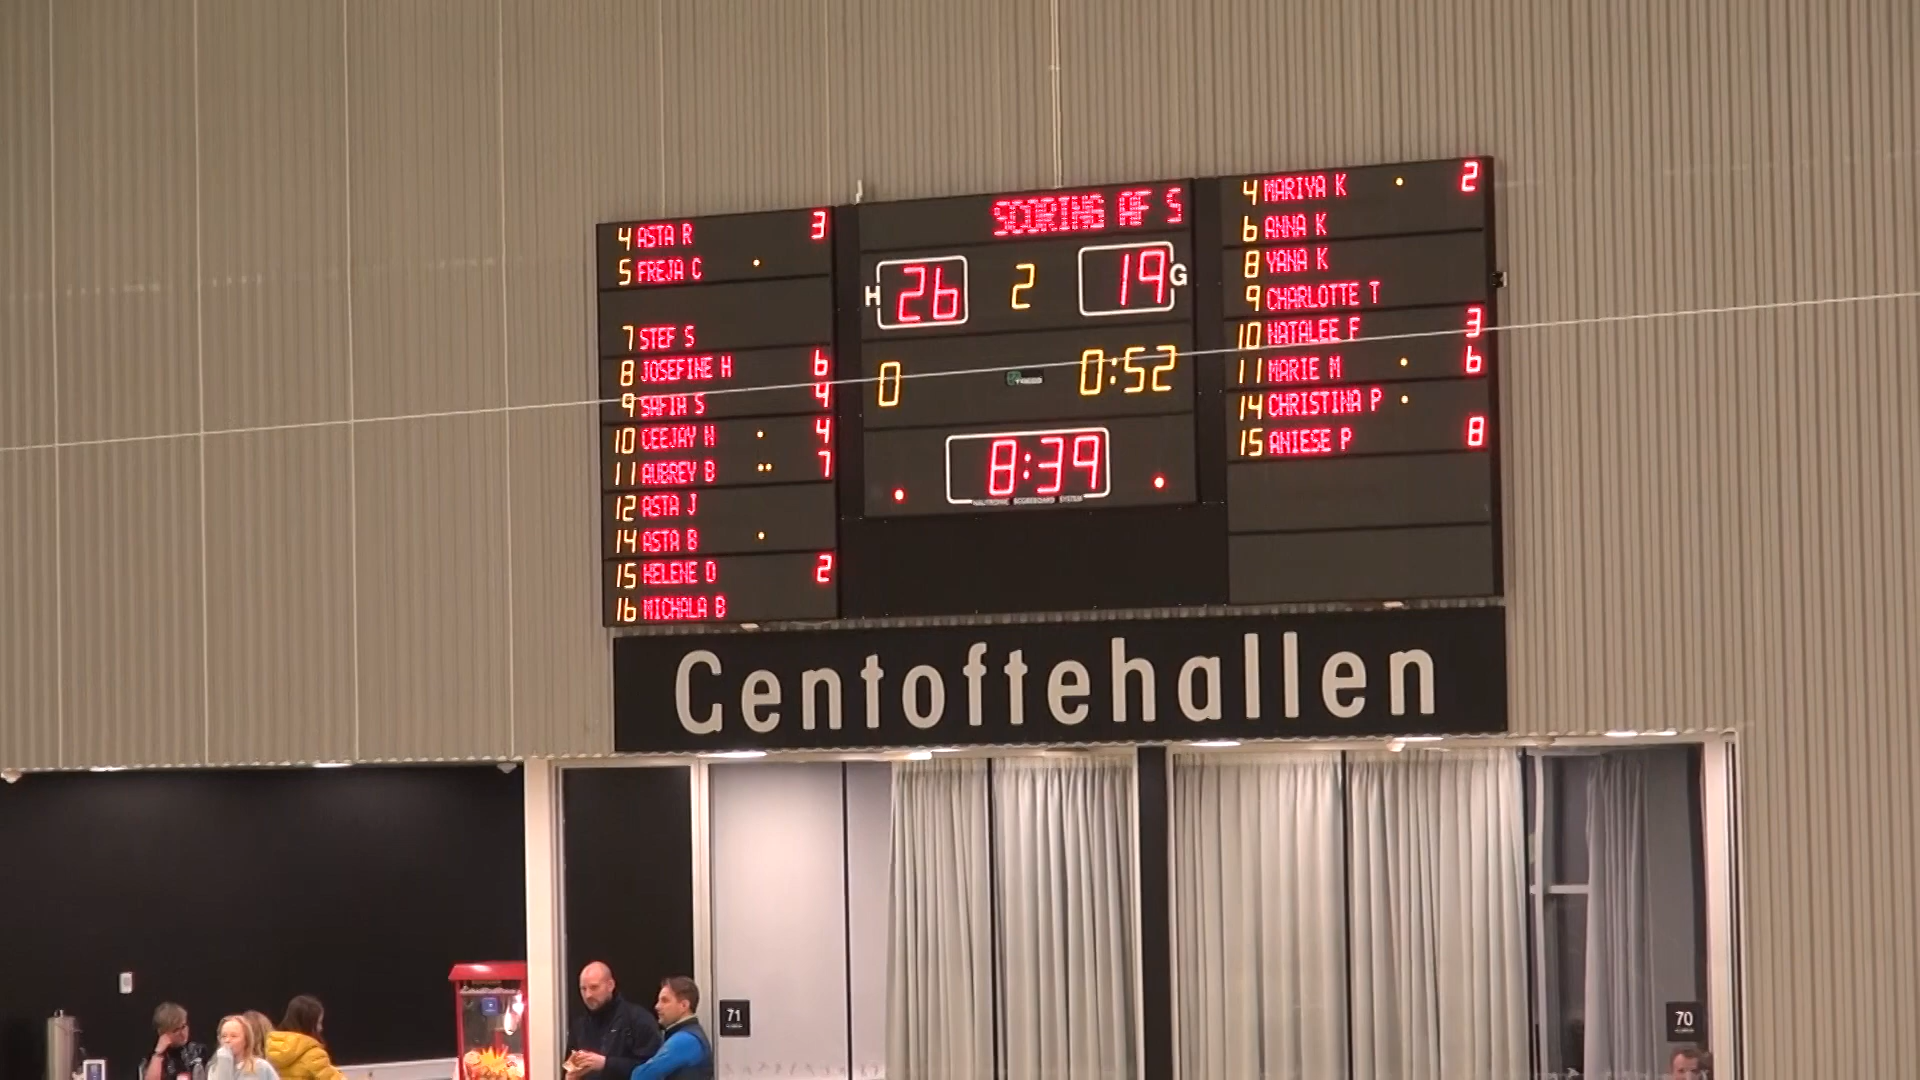 4 ASTA R 3
5 FREJA C
7 STEF S
8 JOSEFINE H 6
9 SAFIA S 4
10 CEEJAY N 4
11 AUBREY B 7
12 ASTA J
14 ASTA B
15 HELENE D 2
16 MICHALA B
SCORING AF S
H 26 2 19 G
0 0:52
8:39
4 MARIYA K 2
6 ANNA K
8 YANA K
9 CHARLOTTE T
10 NATALEE F 3
11 MARIE M 6
14 CHRISTINA P
15 ANIESE P 8
Gentoftehallen
71
70